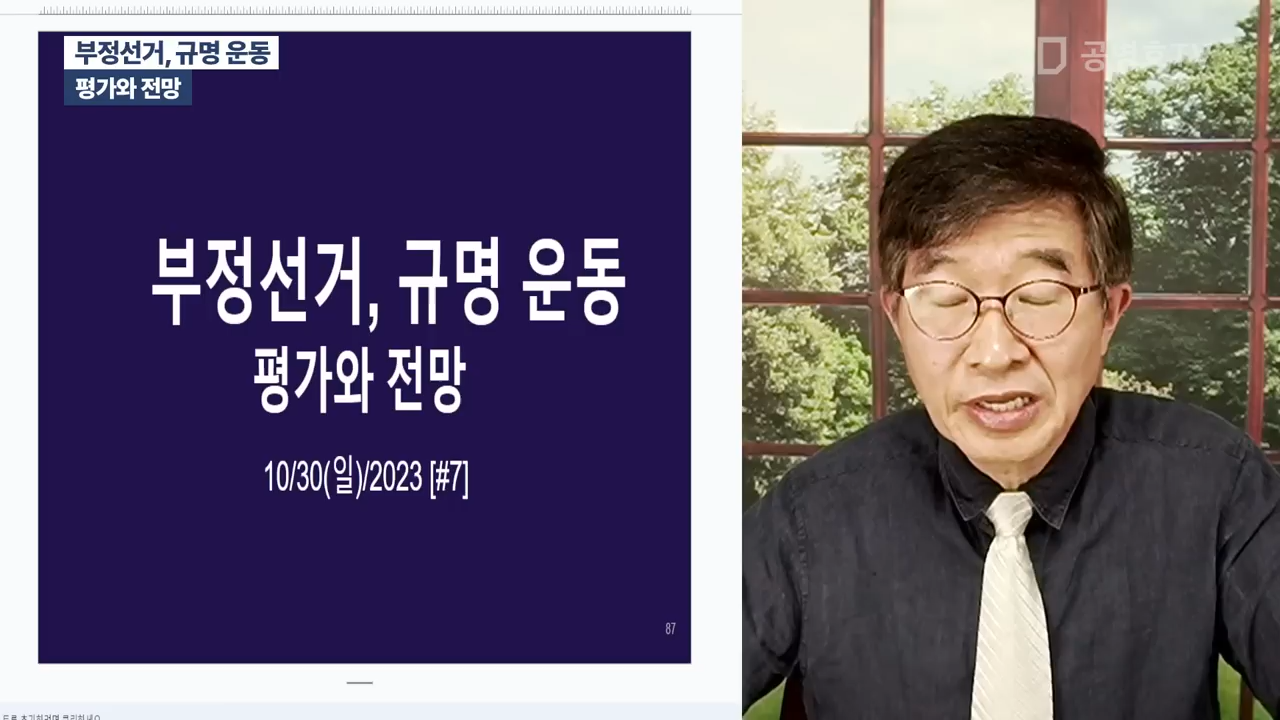 부정선거, 규명 운동
평가와 전망
부정선거, 규명 운동
평가와 전망
10/30(일)/2023 [#7]
87